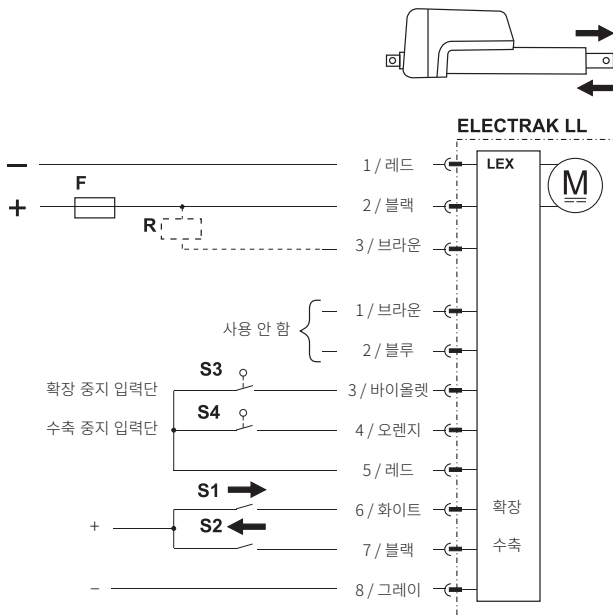 ELECTRAK LL
− 1 / 레드 LEX M
F
+ 2 / 블랙
R
3 / 브라운
1 / 브라운
사용 안 함
2 / 블루
S3
확장 중지 입력단 3 / 바이올렛
S4
수축 중지 입력단 4 / 오렌지
5 / 레드
S1
6 / 화이트 확장
+ S2
7 / 블랙 수축
− 8 / 그레이